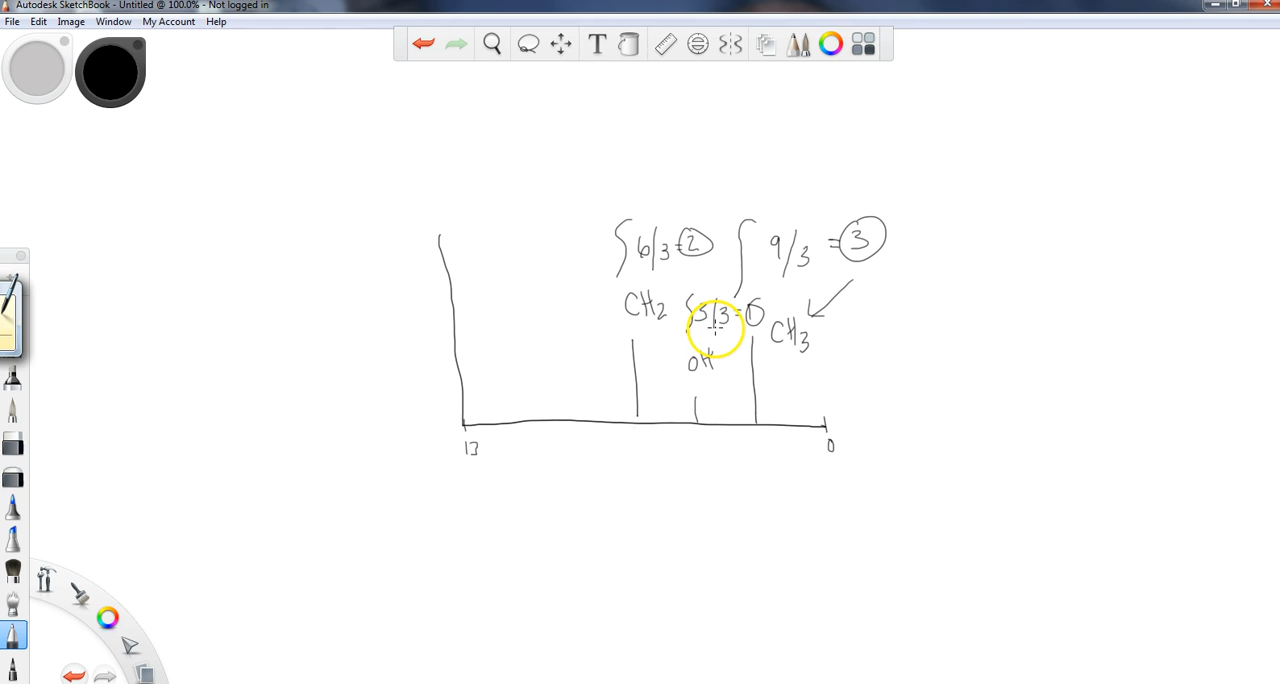 Autodesk SketchBook - Untitled @ 100.0% - Not logged in
File Edit Image Window My Account Help
T
∫ 6/3=2 ∫ 9/3 =3
CH2 ∫3/3=1 CH3
OH
13 0